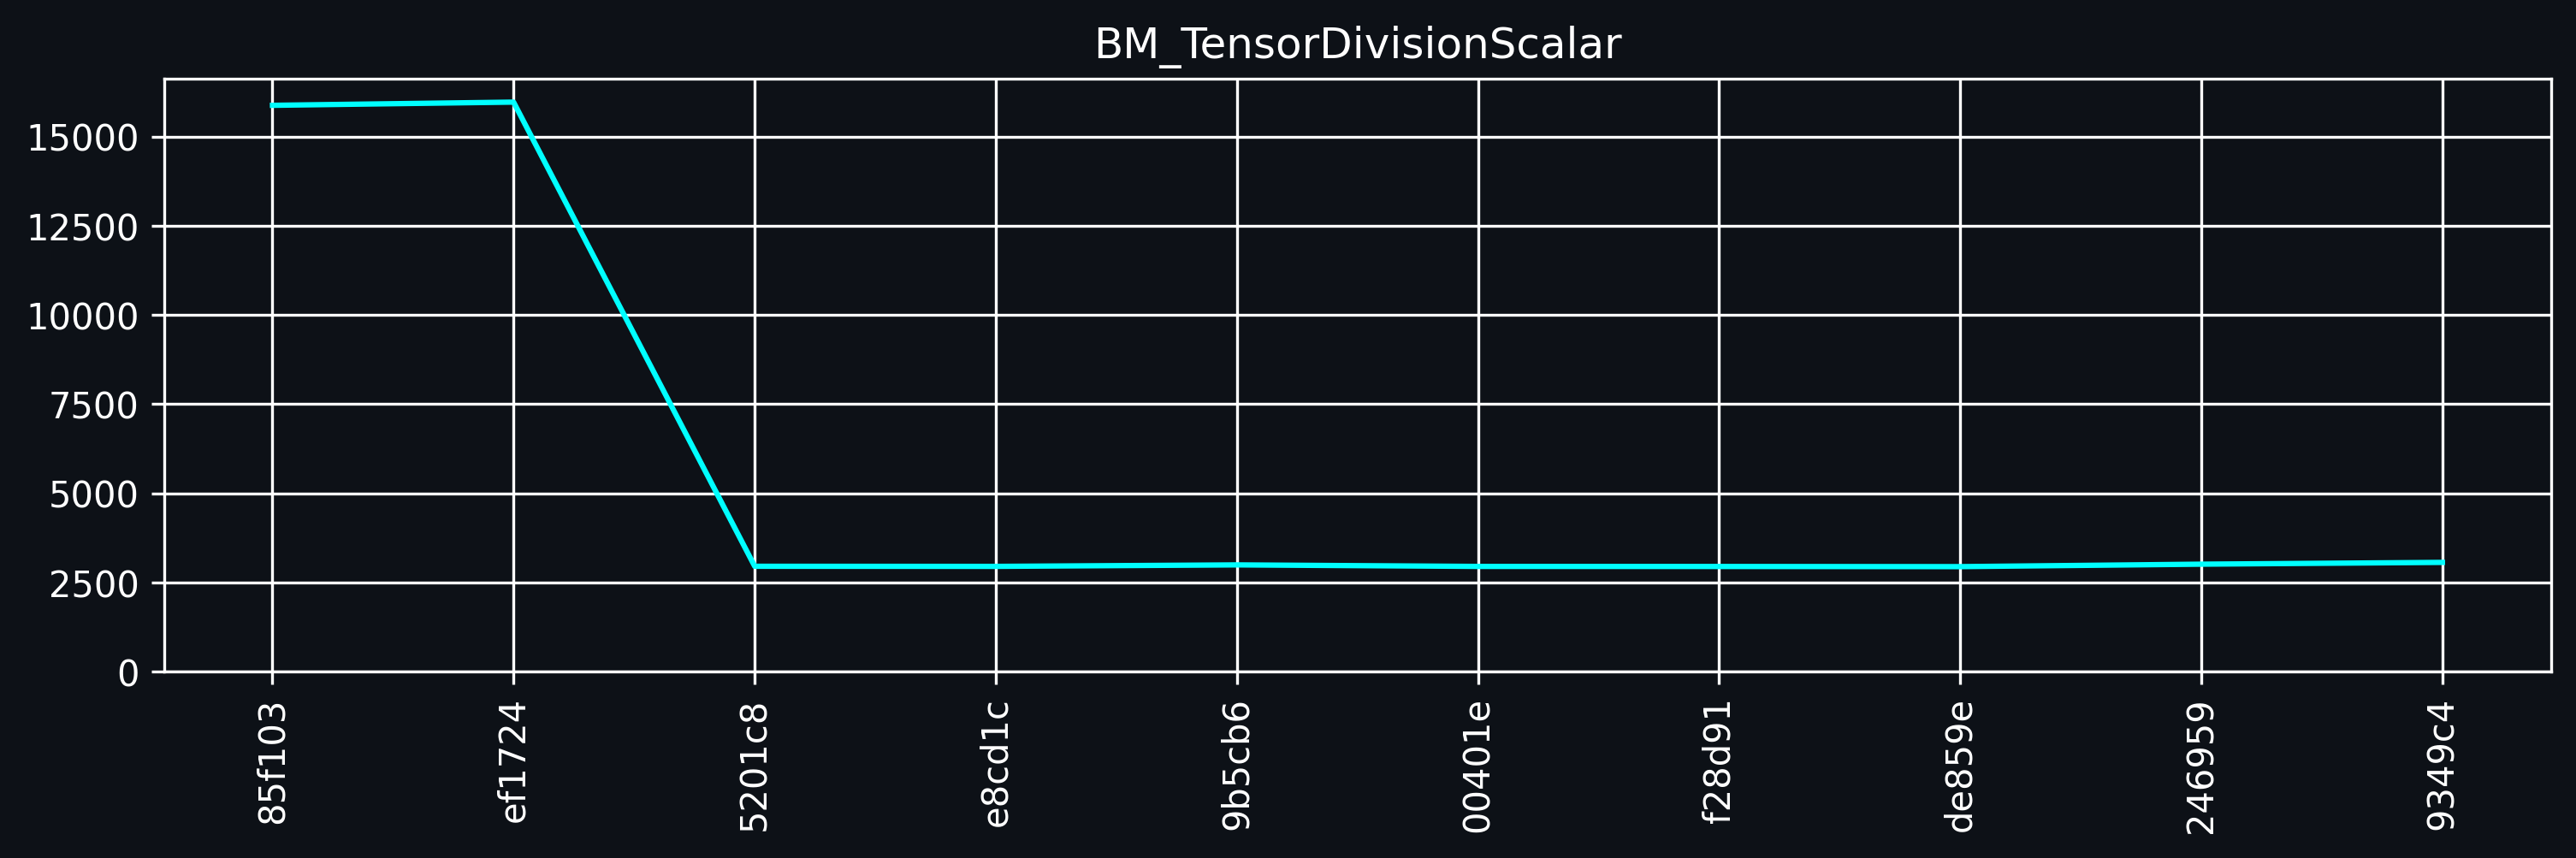 BM_TensorDivisionScalar
15000
12500
10000
7500
5000
2500
0
85f103
ef1724
5201c8
e8cd1c
9b5cb6
00401e
f28d91
de859e
246959
9349c4